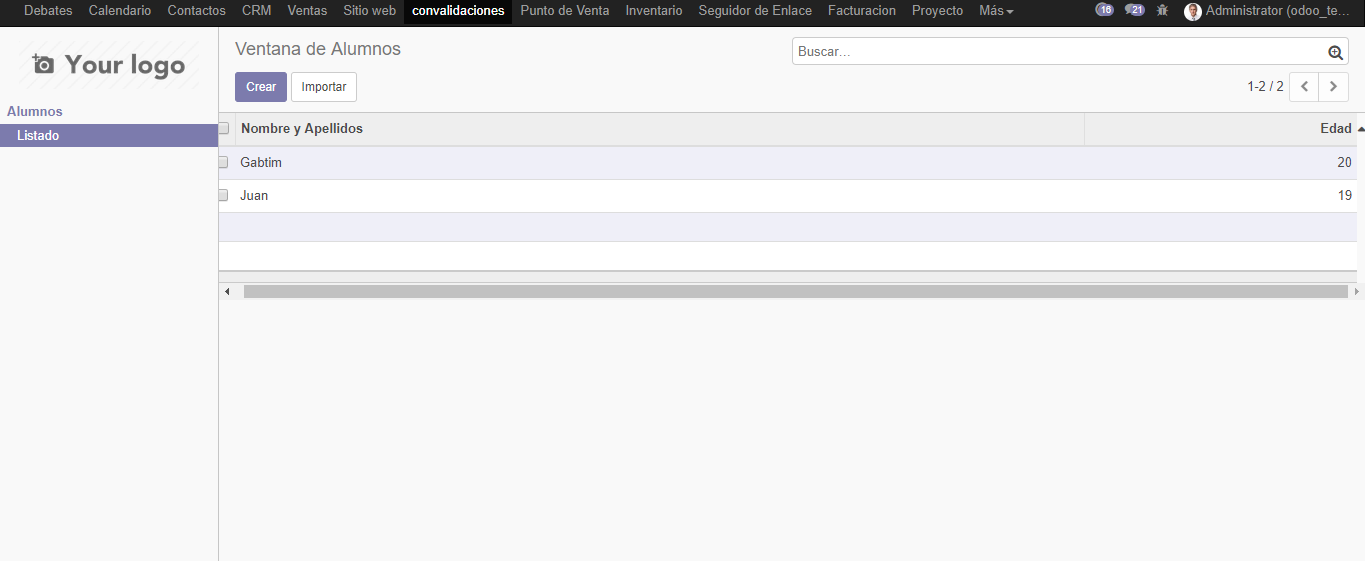 Debates Calendario Contactos CRM Ventas Sitio web convalidaciones Punto de Venta Inventario Seguidor de Enlace Facturacion Proyecto Más 16 21 Administrator (odoo_te...
Your logo
Alumnos
Listado
Ventana de Alumnos
Buscar...
Crear Importar
1-2 / 2
Nombre y Apellidos Edad
Gabtim 20
Juan 19